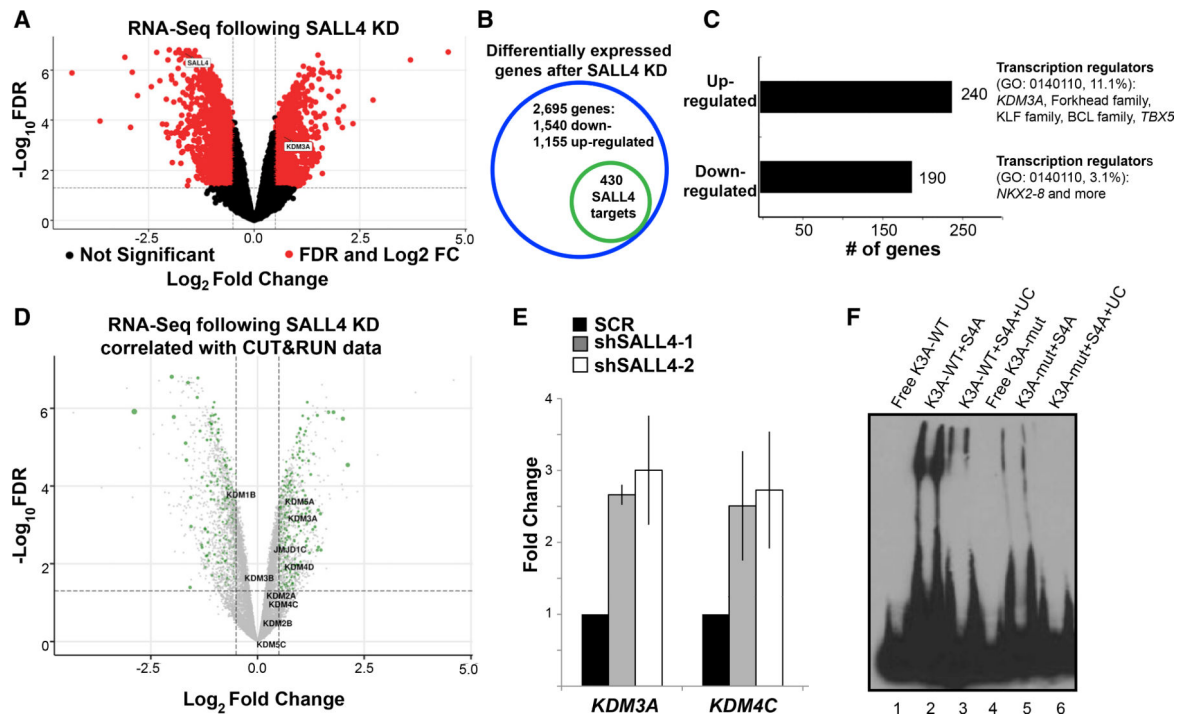 A
RNA-Seq following SALL4 KD
-Log10FDR
6
4
2
0
SALL4
KDM3A
-2.5
0.0
2.5
5.0
Not Significant
FDR and Log2 FC
Log2 Fold Change
B
Differentially expressed
genes after SALL4 KD
2,695 genes:
1,540 down-
1,155 up-regulated
430
SALL4
targets
C
Up-
regulated
240
Transcription regulators
(GO: 0140110, 11.1%):
KDM3A, Forkhead family,
KLF family, BCL family, TBX5
Down-
regulated
190
Transcription regulators
(GO: 0140110, 3.1%):
NKX2-8 and more
50
150
250
# of genes
D
RNA-Seq following SALL4 KD
correlated with CUT&RUN data
-Log10FDR
6
4
2
0
KDM1B
KDM5A
KDM3A
JMJD1C
KDM4D
KDM3B
KDM2A
KDM4C
KDM2B
KDM5C
-2.5
0.0
2.5
5.0
Log2 Fold Change
E
SCR
shSALL4-1
shSALL4-2
Fold Change
4
3
2
1
KDM3A
KDM4C
F
Free K3A-WT
K3A-WT+S4A
K3A-WT+S4A+UC
Free K3A-mut
K3A-mut+S4A
K3A-mut+S4A+UC
1 2 3 4 5 6